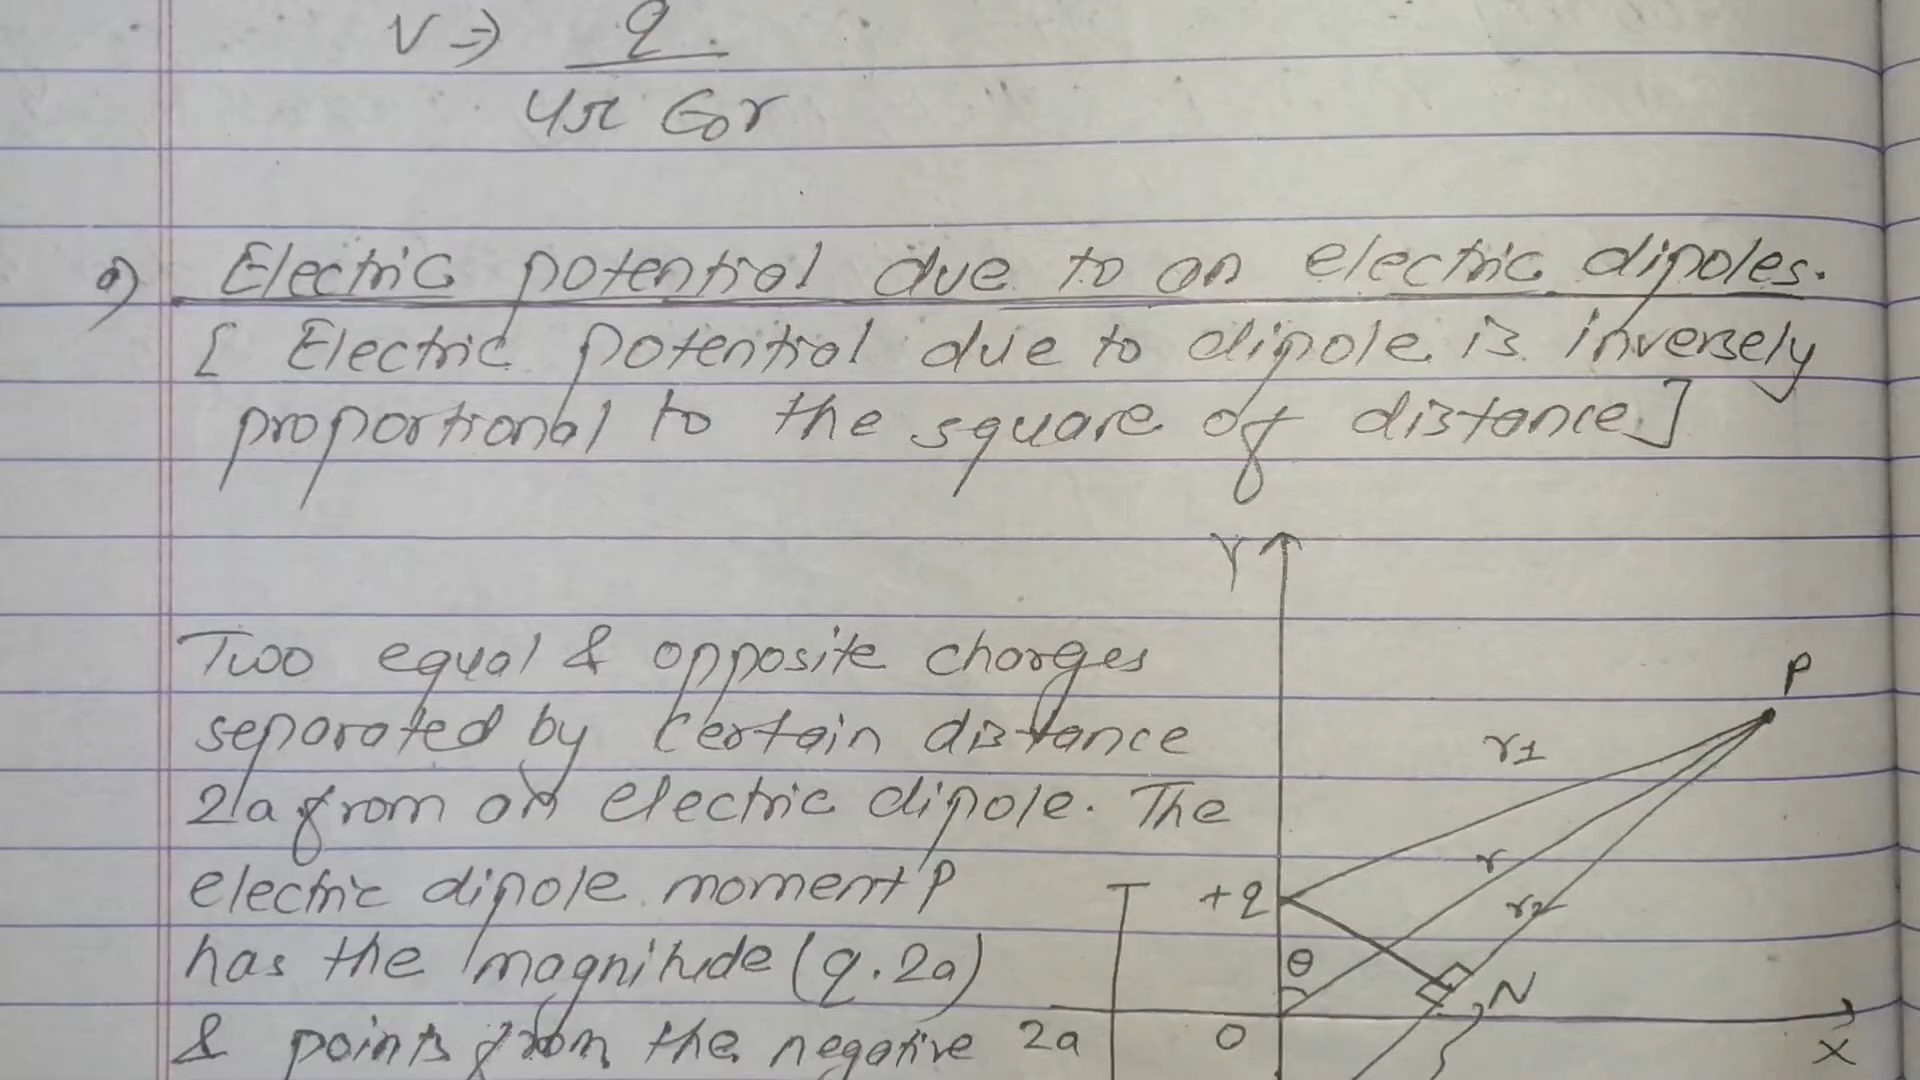 V ⇒ q
4π ε₀r
a) Electric potential due to an electric dipoles.
[ Electric potential due to dipole is inversely
proportional to the square of distance.]
Y
Two equal & opposite charges
P
separated by certain distance
r1
2a from an electric dipole. The
r
electric dipole moment P
+q
r2
has the magnitude (q.2a)
θ
N
& points from the negative
2a
O
X